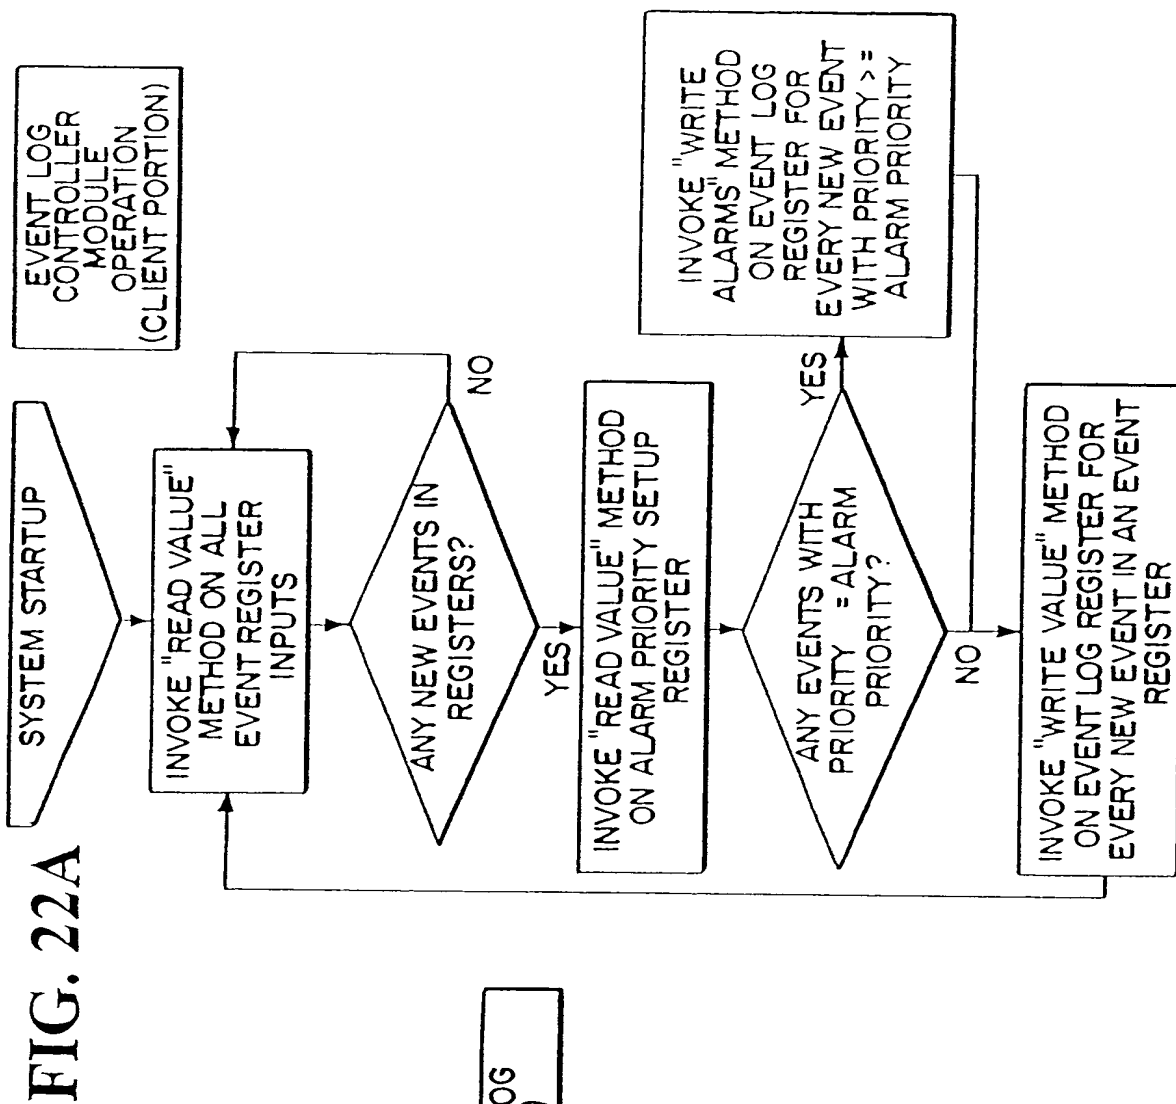 FIG. 22A
EVENT LOG
CONTROLLER
MODULE
OPERATION
(CLIENT PORTION)
SYSTEM STARTUP
INVOKE "READ VALUE"
METHOD ON ALL
EVENT REGISTER
INPUTS
ANY NEW EVENTS IN
REGISTERS?
NO
YES
INVOKE "READ VALUE" METHOD
ON ALARM PRIORITY SETUP
REGISTER
ANY EVENTS WITH
PRIORITY =ALARM
PRIORITY?
YES
INVOKE "WRITE
ALARMS" METHOD
ON EVENT LOG
REGISTER FOR
EVERY NEW EVENT
WITH PRIORITY >=
ALARM PRIORITY
NO
INVOKE "WRITE VALUE" METHOD
ON EVENT LOG REGISTER FOR
EVERY NEW EVENT IN AN EVENT
REGISTER
OG